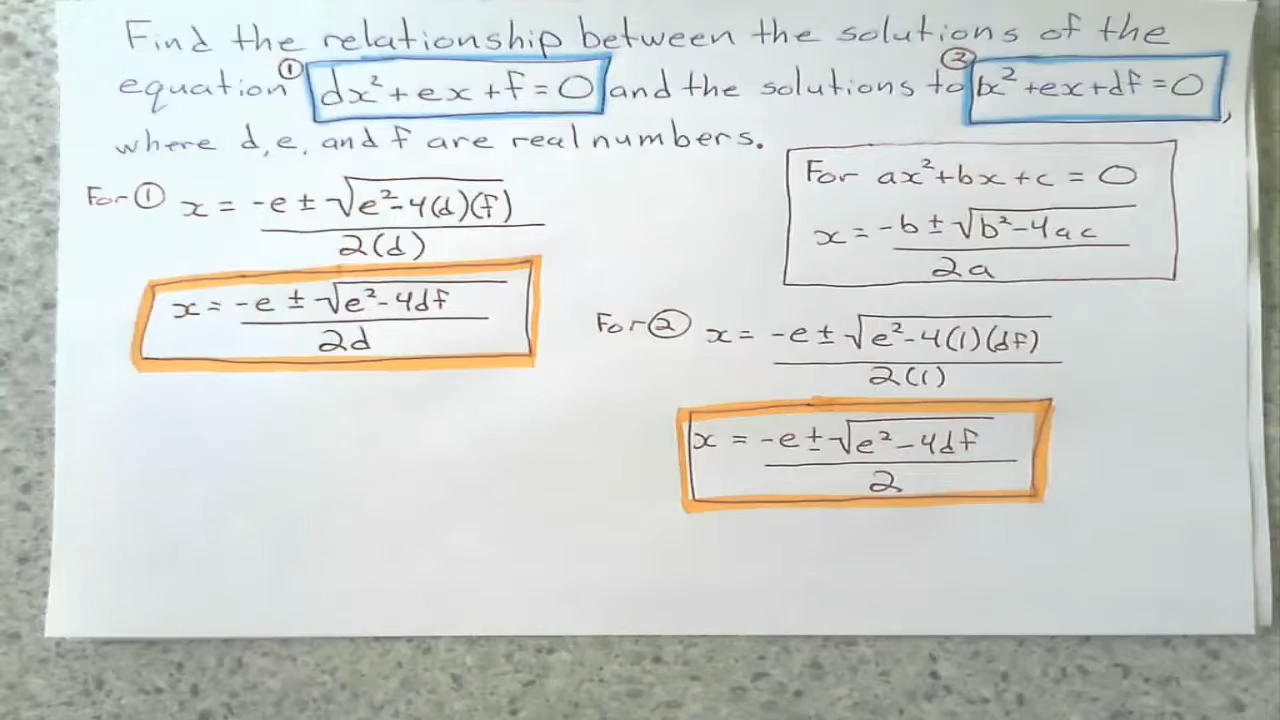 Find the relationship between the solutions of the
equation ① dx²+ex+f=0 and the solutions to ② x²+ex+df=0,
where d, e, and f are real numbers.
For ax²+bx+c = 0
x = (-b ± √(b²-4ac)) / 2a
For ① x = (-e ± √(e²-4(d)(f))) / 2(d)
x = (-e ± √(e²-4df)) / 2d
For ② x = (-e ± √(e²-4(1)(df))) / 2(1)
x = (-e ± √(e²-4df)) / 2